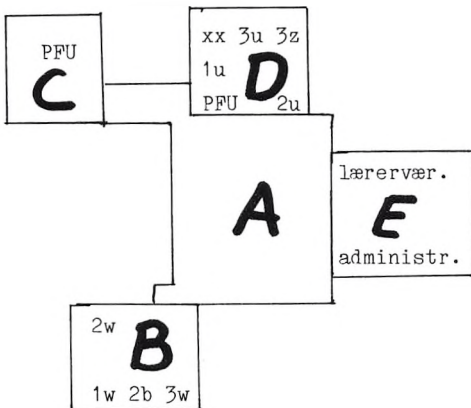 PFU
C
xx 3u 3z
1u D
PFU 2u
A
lærervær.
E
administr.
2w B
1w 2b 3w